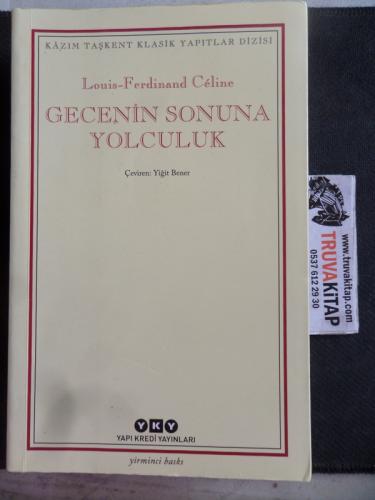 KÂZIM TAŞKENT KLASİK YAPITLAR DİZİSİ
Louis-Ferdinand Céline
GECENİN SONUNA
YOLCULUK
Çeviren: Yiğit Bener
YKY
YAPI KREDİ YAYINLARI
yirminci baskı
www.truvakitap.com
TRUVAKiTAP
0537 612 29 30